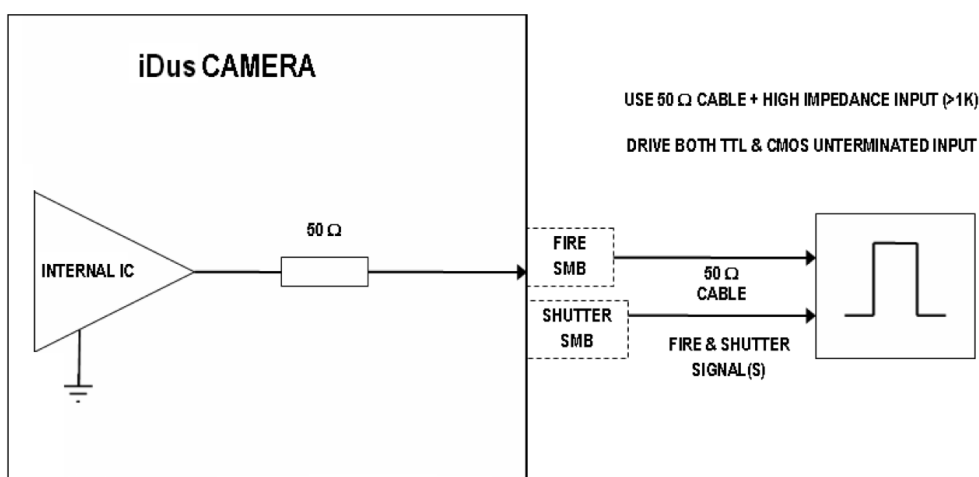 iDus CAMERA
USE 50 Ω CABLE + HIGH IMPEDANCE INPUT (>1K)
DRIVE BOTH TTL & CMOS UNTERMINATED INPUT
50 Ω
INTERNAL IC
FIRE
SMB
50 Ω
CABLE
SHUTTER
SMB
FIRE & SHUTTER
SIGNAL(S)